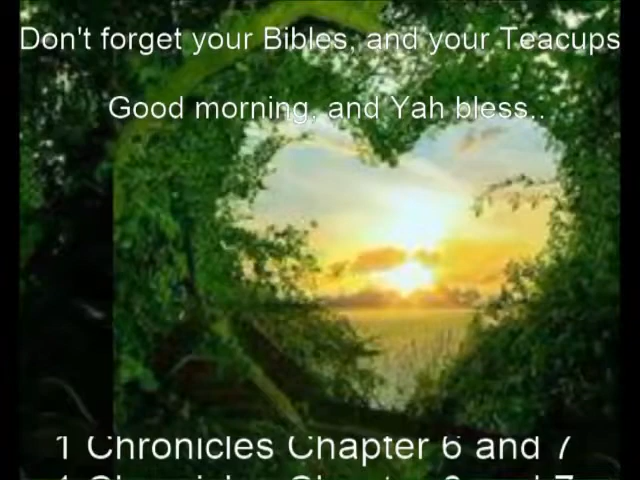 Don't forget your Bibles, and your Teacups
Good morning, and Yah bless..
1 Chronicles Chapter 6 and 7